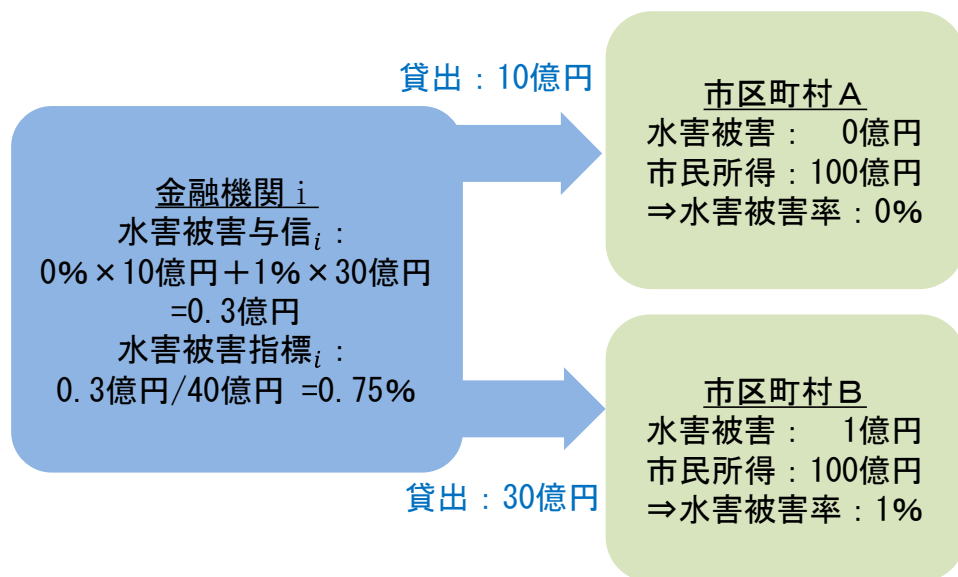 貸出：10億円
金融機関 i
水害被害与信i：
0%×10億円＋1%×30億円
=0.3億円
水害被害指標i：
0.3億円/40億円 =0.75%
貸出：30億円
市区町村Ａ
水害被害：　0億円
市民所得：100億円
⇒水害被害率：0%
市区町村Ｂ
水害被害：　1億円
市民所得：100億円
⇒水害被害率：1%